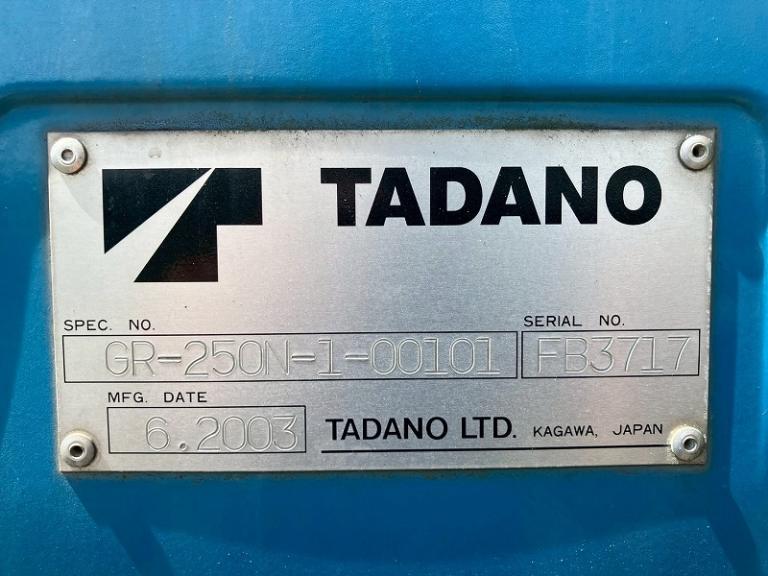 TADANO
SPEC. NO.
GR-250N-1-00101
SERIAL NO.
FB3717
MFG. DATE
6.2003
TADANO LTD. KAGAWA, JAPAN